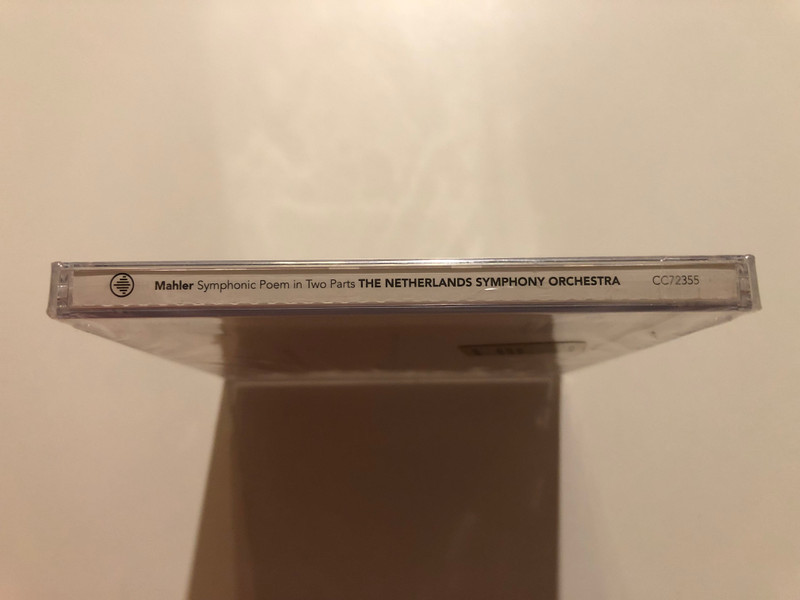 Mahler Symphonic Poem in Two Parts THE NETHERLANDS SYMPHONY ORCHESTRA CC72355